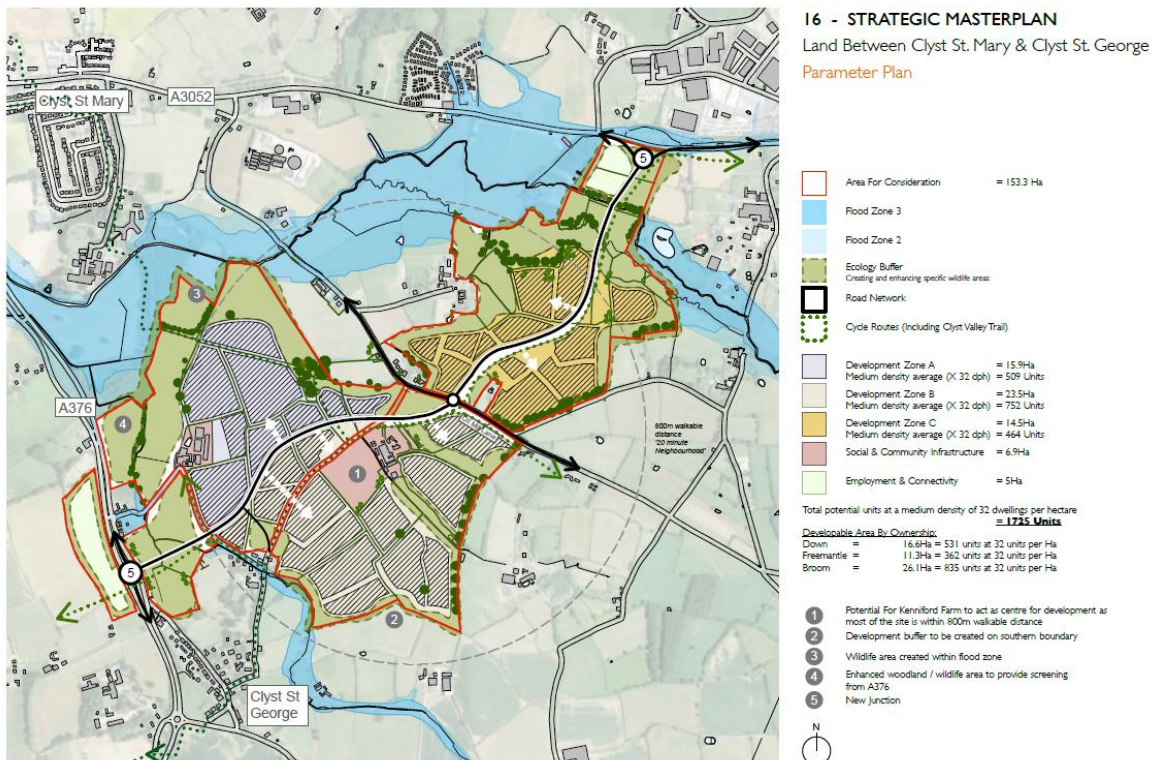 16 - STRATEGIC MASTERPLAN
Land Between Clyst St. Mary & Clyst St. George
Parameter Plan
Clyst St Mary
A3052
5
3
A376
4
1
800m walkable
distance
'20 minute
Neighbourhood'
5
2
Clyst St
George
Area For Consideration = 153.3 Ha
Flood Zone 3
Flood Zone 2
Ecology Buffer
Creating and enhancing specific wildlife areas
Road Network
Cycle Routes (Including Clyst Valley Trail)
Development Zone A = 15.9Ha
Medium density average (X 32 dph) = 509 Units
Development Zone B = 23.5Ha
Medium density average (X 32 dph) = 752 Units
Development Zone C = 14.5Ha
Medium density average (X 32 dph) = 464 Units
Social & Community Infrastructure = 6.9Ha
Employment & Connectivity = 5Ha
Total potential units at a medium density of 32 dwellings per hectare
= 1725 Units
Developable Area By Ownership:
Down = 16.6Ha = 531 units at 32 units per Ha
Freemantle = 11.3Ha = 362 units at 32 units per Ha
Broom = 26.1Ha = 835 units at 32 units per Ha
1 Potential For Kenniford Farm to act as centre for development as
most of the site is within 800m walkable distance
2 Development buffer to be created on southern boundary
3 Wildlife area created within flood zone
4 Enhanced woodland / wildlife area to provide screening
from A376
5 New Junction
N